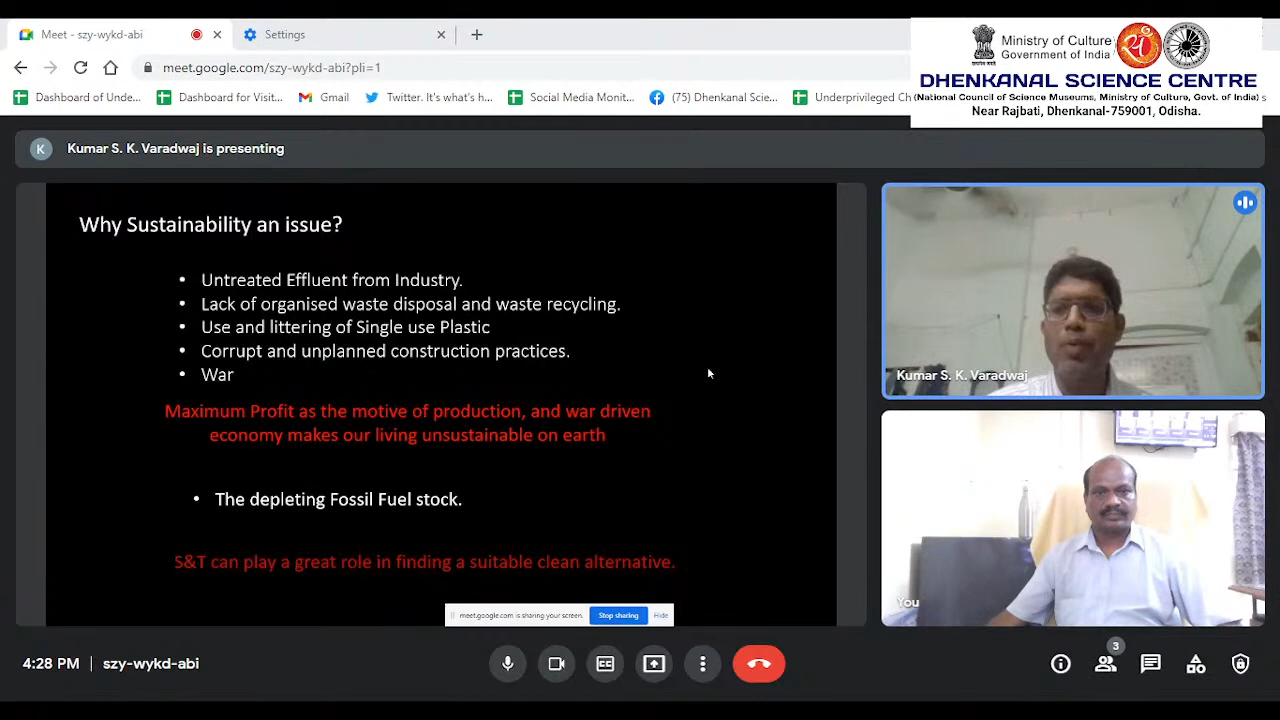 Meet - szy-wykd-abi
Settings
meet.google.com/szy-wykd-abi?pli=1
Dashboard of Unde...
Dashboard for Visit...
Gmail
Twitter. It's what's h...
Social Media Monit...
(75) Dhenkanal Scie...
Underprivileged Ch
Ministry of Culture
Government of India
DHENKANAL SCIENCE CENTRE
(National Council of Science Museums, Ministry of Culture, Govt. of India)
Near Rajbati, Dhenkanal-759001, Odisha.
K
Kumar S. K. Varadwaj is presenting
Why Sustainability an issue?
• Untreated Effluent from Industry.
• Lack of organised waste disposal and waste recycling.
• Use and littering of Single use Plastic
• Corrupt and unplanned construction practices.
• War
Maximum Profit as the motive of production, and war driven
economy makes our living unsustainable on earth
• The depleting Fossil Fuel stock.
S&T can play a great role in finding a suitable clean alternative.
meet.google.com is sharing your screen.
Stop sharing
Hide
Kumar S. K. Varadwaj
You
4:28 PM | szy-wykd-abi
3